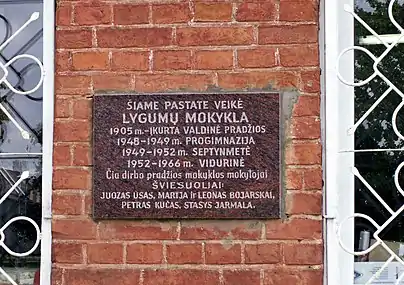 ŠIAME PASTATE VEIKĖ
LYGUMŲ MOKYKLA
1905 m.-ĮKURTA VALDINĖ PRADŽIOS
1948-1949 m. PROGIMNAZIJA
1949-1952 m. SEPTYNMETĖ
1952-1966 m. VIDURINĖ
Čia dirbo pradžios mokyklos mokytojai
ŠVIESUOLIAI:
JUOZAS ŪSAS, MARIJA ir LEONAS BOJARSKAI,
PETRAS KUČAS, STASYS JARMALA.